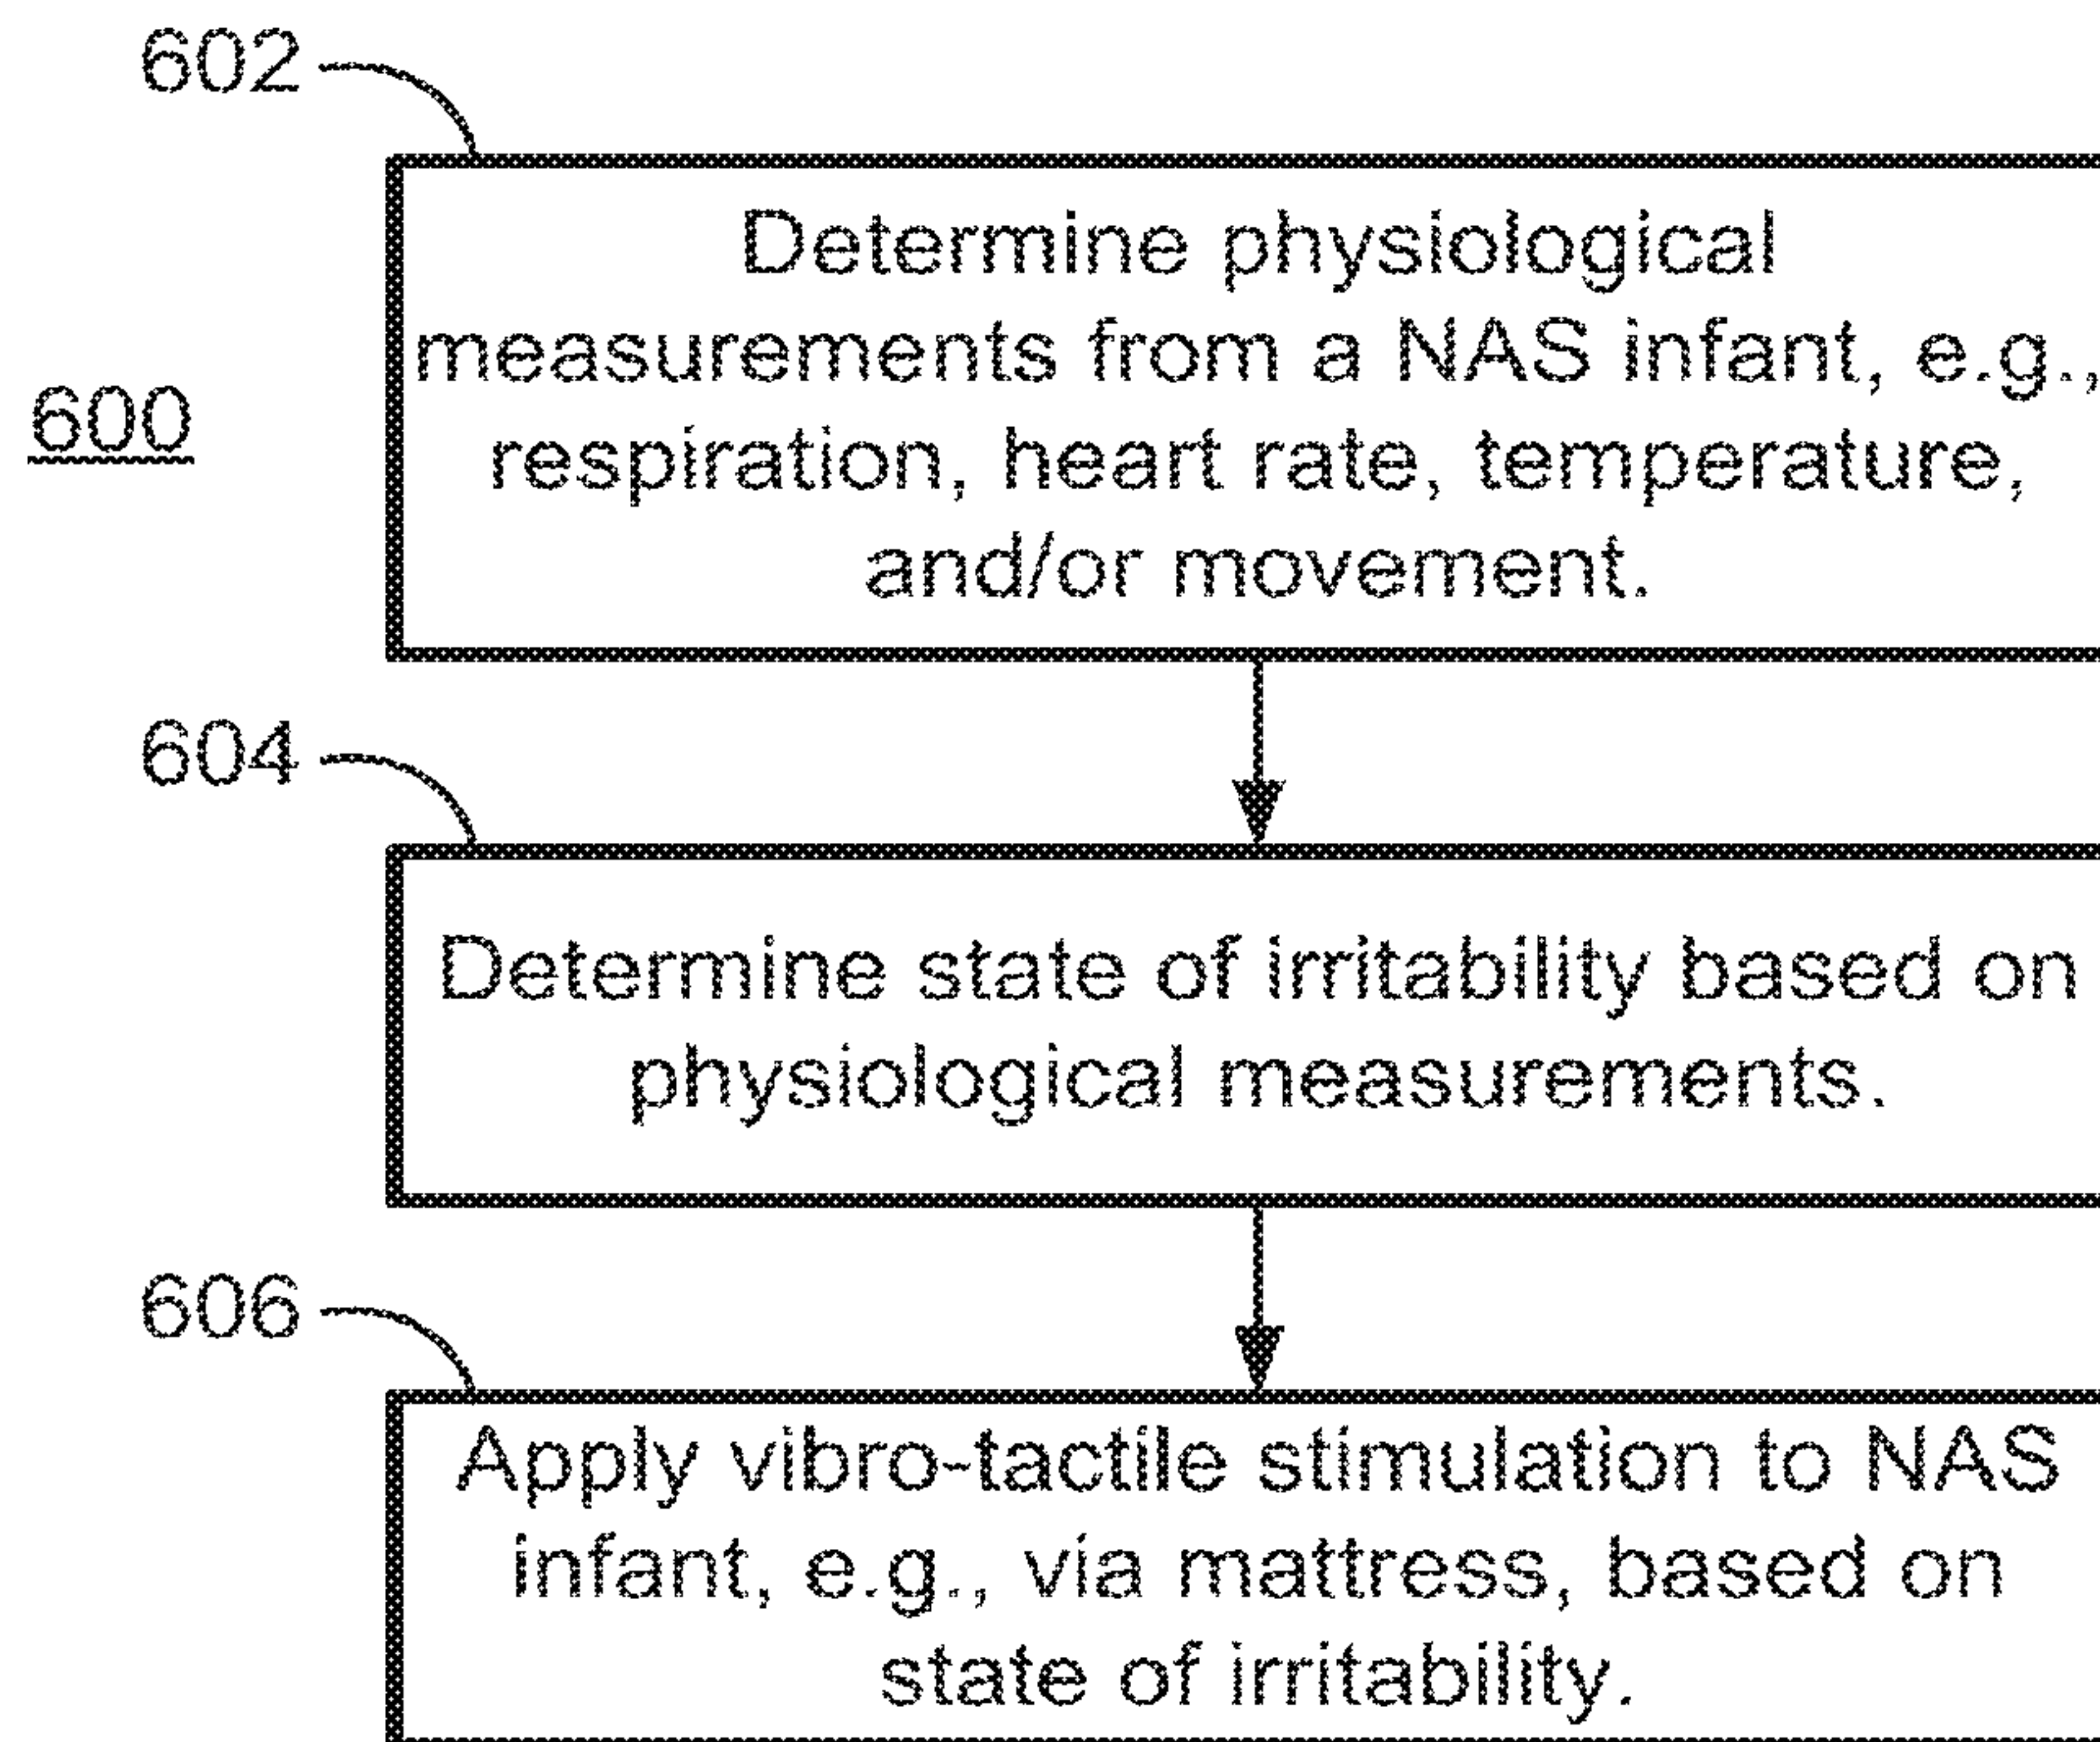 602
Determine physiological
measurements from a NAS infant, e.g.,
600
respiration, heart rate, temperature,
and/or movement.
604
Determine state of irritability based on
physiological measurements.
606
Apply vibro-tactile stimulation to NAS
infant, e.g., via mattress, based on
state of irritability.